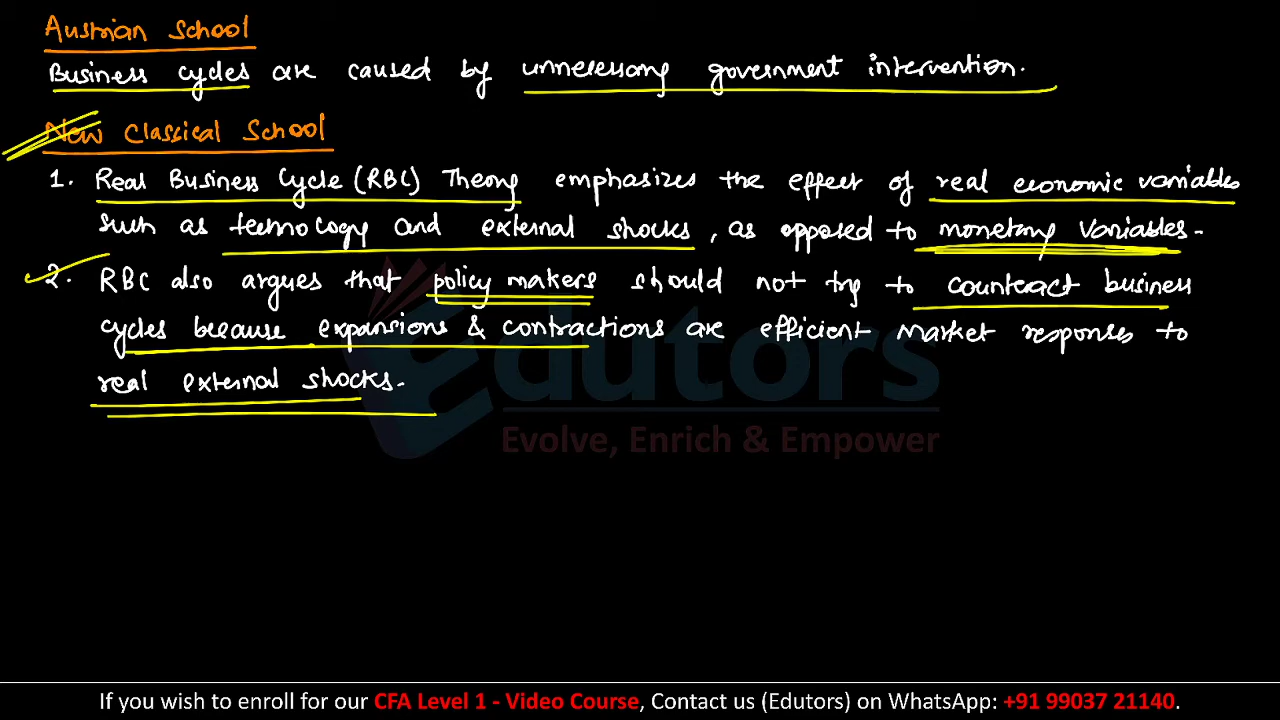 Austrian School
Business cycles are caused by unnecessary government intervention.
New Classical School
1. Real Business Cycle (RBC) Theory emphasizes the effect of real economic variables
such as technology and external shocks, as opposed to monetary variables.
2. RBC also argues that policy makers should not try to counteract business
cycles because expansions & contractions are efficient market responses to
real external shocks.
Edutors
Evolve, Enrich & Empower
If you wish to enroll for our CFA Level 1 - Video Course, Contact us (Edutors) on WhatsApp: +91 99037 21140.